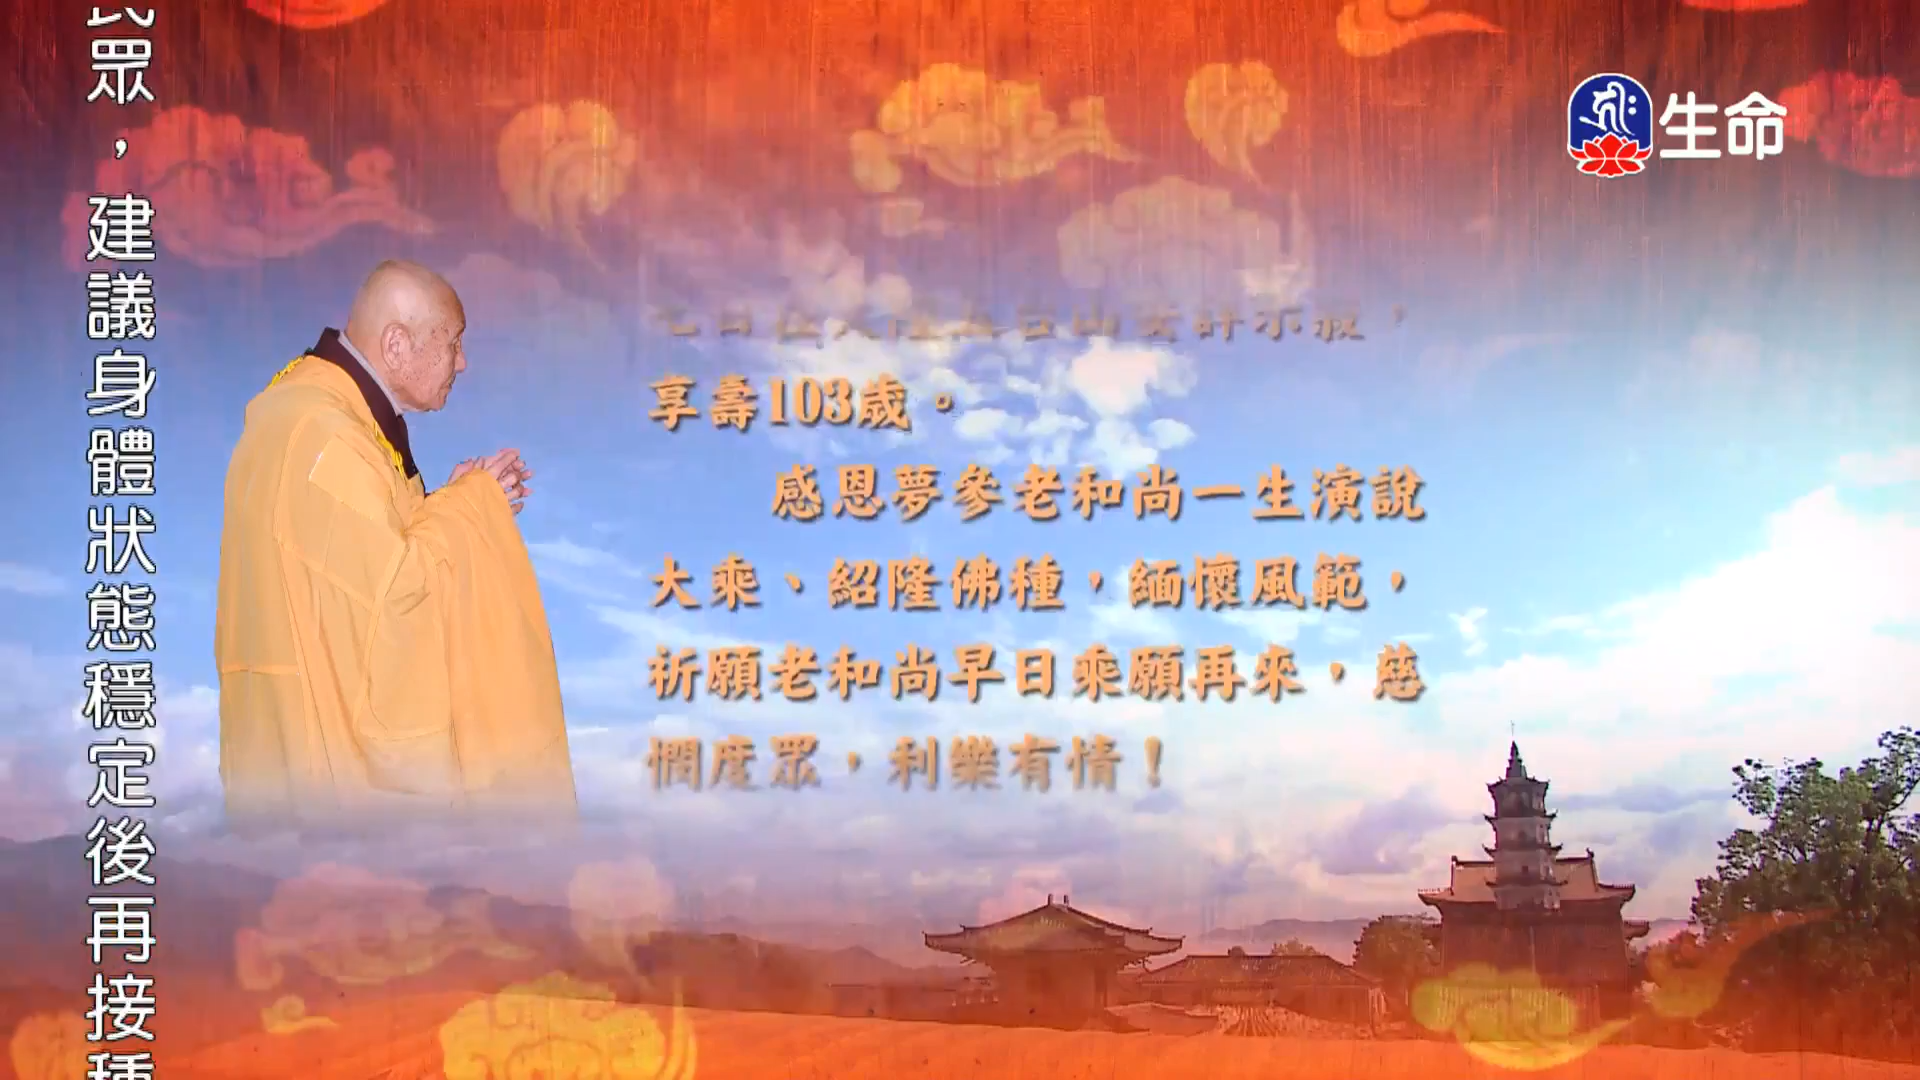 民眾，建議身體狀態穩定後再接種
生命
享壽103歲。
感恩夢參老和尚一生演說
大乘、紹隆佛種，緬懷風範，
祈願老和尚早日乘願再來，慈
憫度眾，利樂有情！